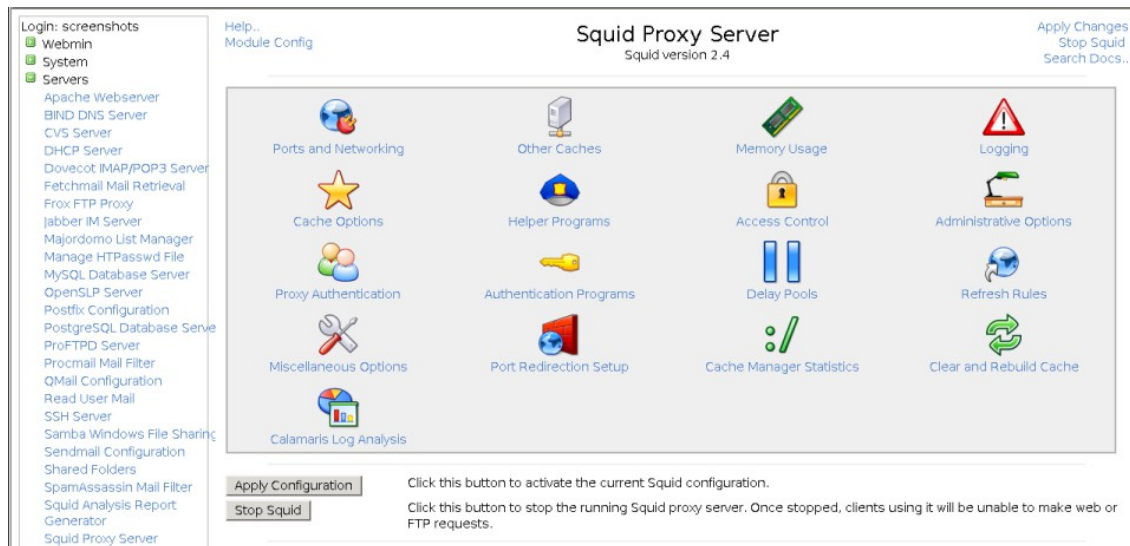 Login: screenshots
Webmin
System
Servers
Apache Webserver
BIND DNS Server
CVS Server
DHCP Server
Dovecot IMAP/POP3 Server
Fetchmail Mail Retrieval
Frox FTP Proxy
Jabber IM Server
Majordomo List Manager
Manage HTPasswd File
MySQL Database Server
OpenSLP Server
Postfix Configuration
PostgreSQL Database Serve
ProFTPD Server
Procmail Mail Filter
QMail Configuration
Read User Mail
SSH Server
Samba Windows File Sharing
Sendmail Configuration
Shared Folders
SpamAssassin Mail Filter
Squid Analysis Report
Generator
Squid Proxy Server
Help..
Module Config
Squid Proxy Server
Squid version 2.4
Apply Changes
Stop Squid
Search Docs..
Ports and Networking
Other Caches
Memory Usage
Logging
Cache Options
Helper Programs
Access Control
Administrative Options
Proxy Authentication
Authentication Programs
Delay Pools
Refresh Rules
Miscellaneous Options
Port Redirection Setup
Cache Manager Statistics
Clear and Rebuild Cache
Calamaris Log Analysis
Apply Configuration
Click this button to activate the current Squid configuration.
Stop Squid
Click this button to stop the running Squid proxy server. Once stopped, clients using it will be unable to make web or
FTP requests.